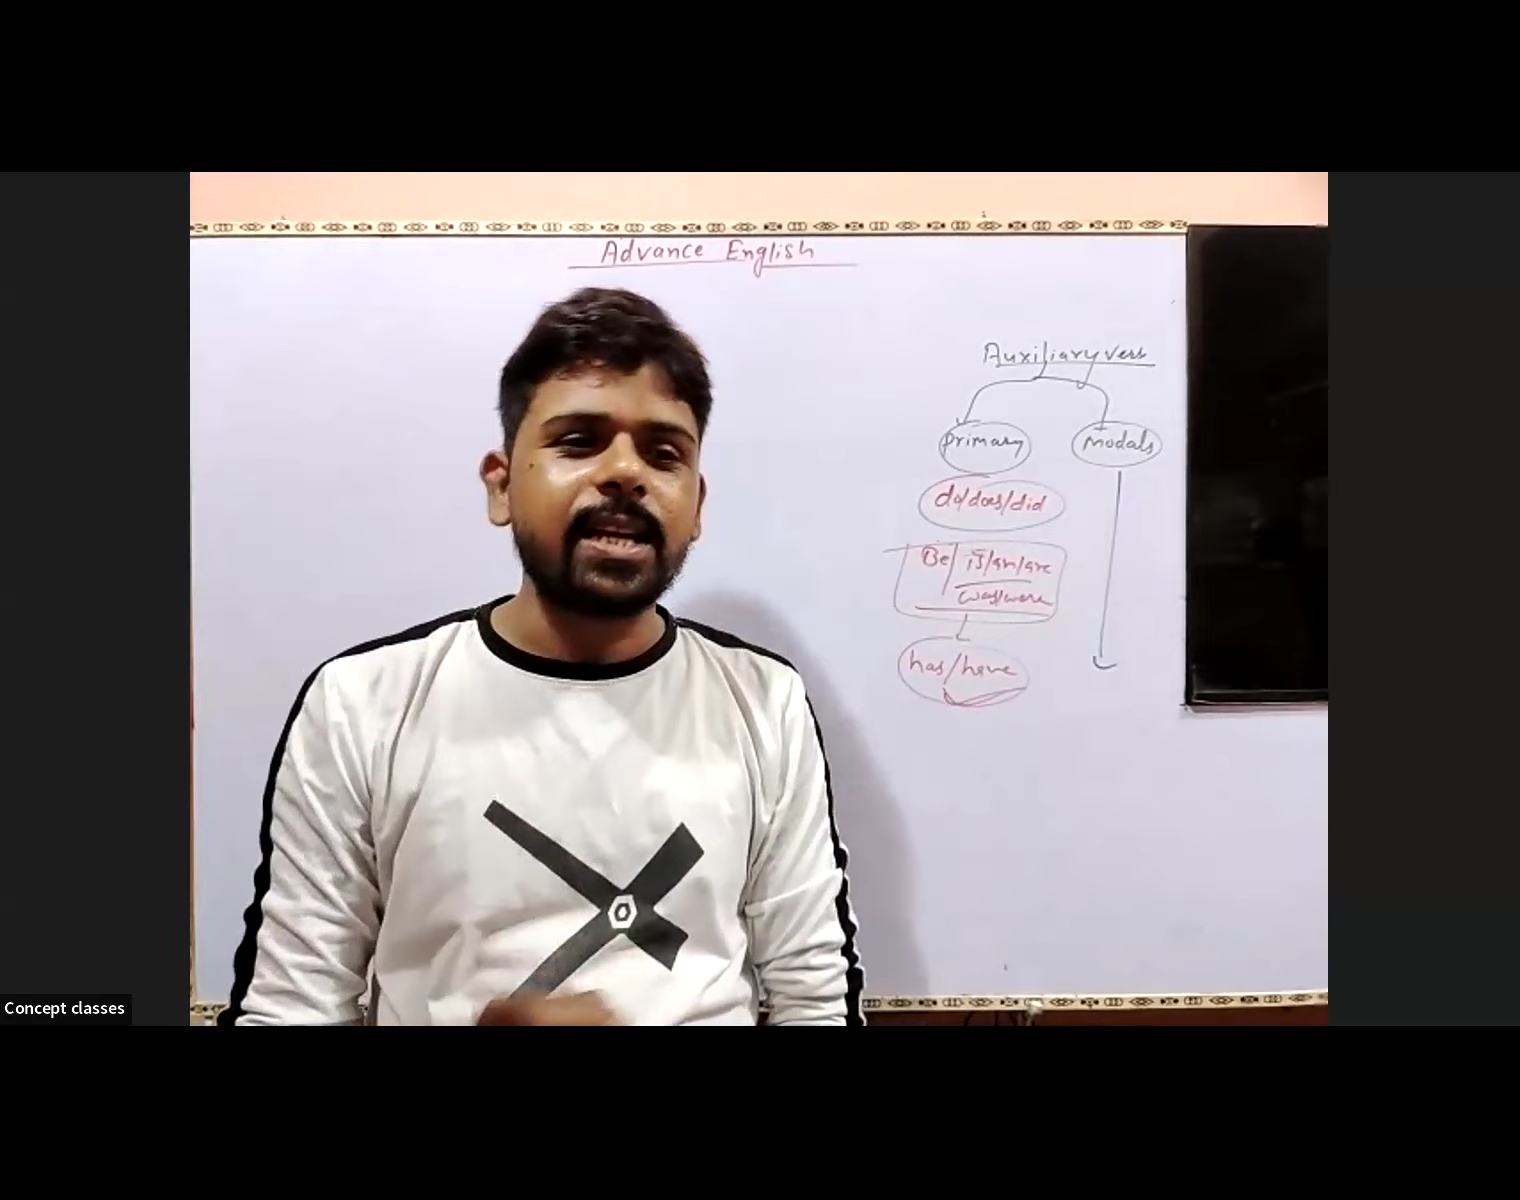 Advance English
Auxiliary verb
primary modals
do/does/did
Be/ is/am/are
was/were
has/have
Concept classes